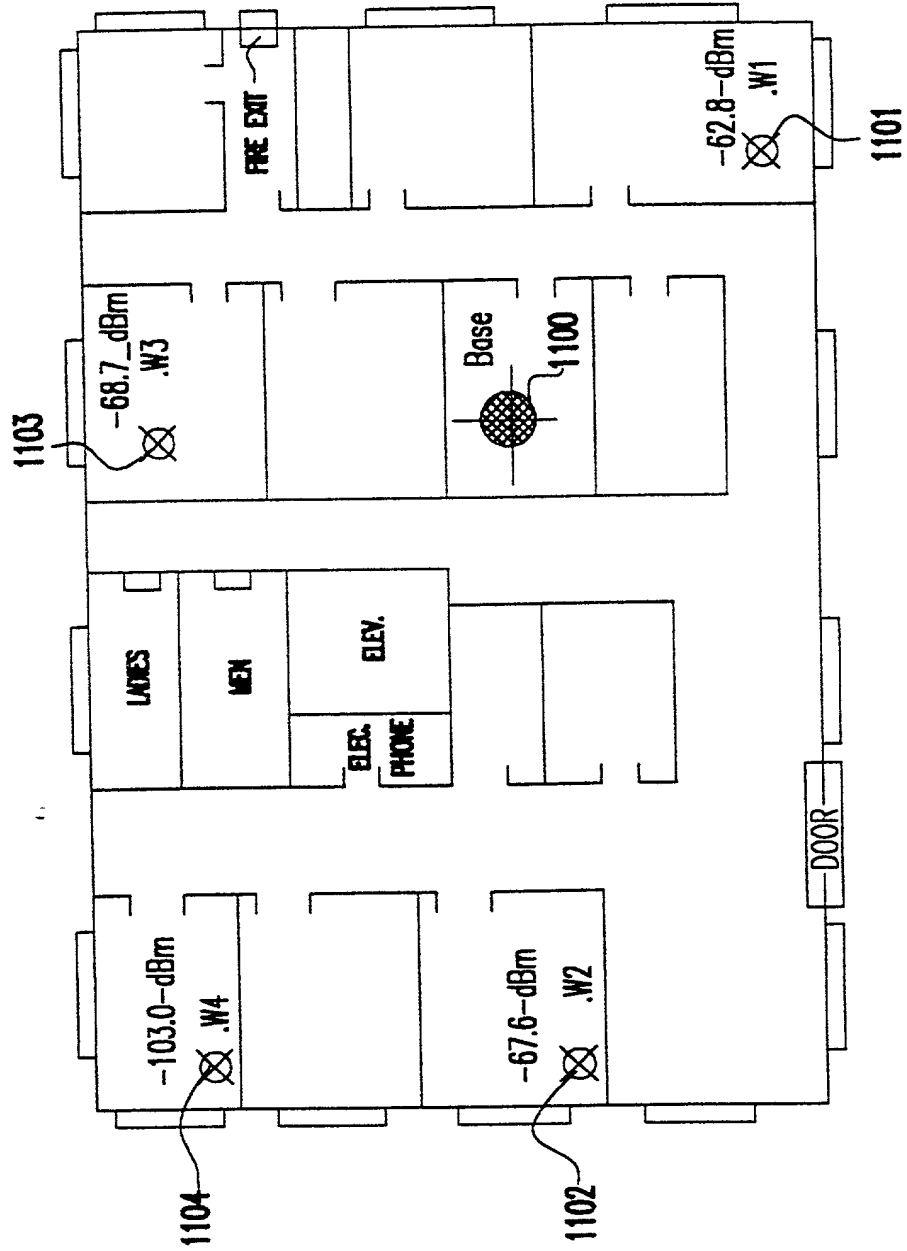 1103
-68.7_dBm
.W3
LADIES
-103.0-dBm
.W4
1104
MEN
FIRE EXIT
ELEC.
PHONE
ELEV.
Base
1100
-67.6-dBm
.W2
1102
-62.8-dBm
.W1
DOOR
1101